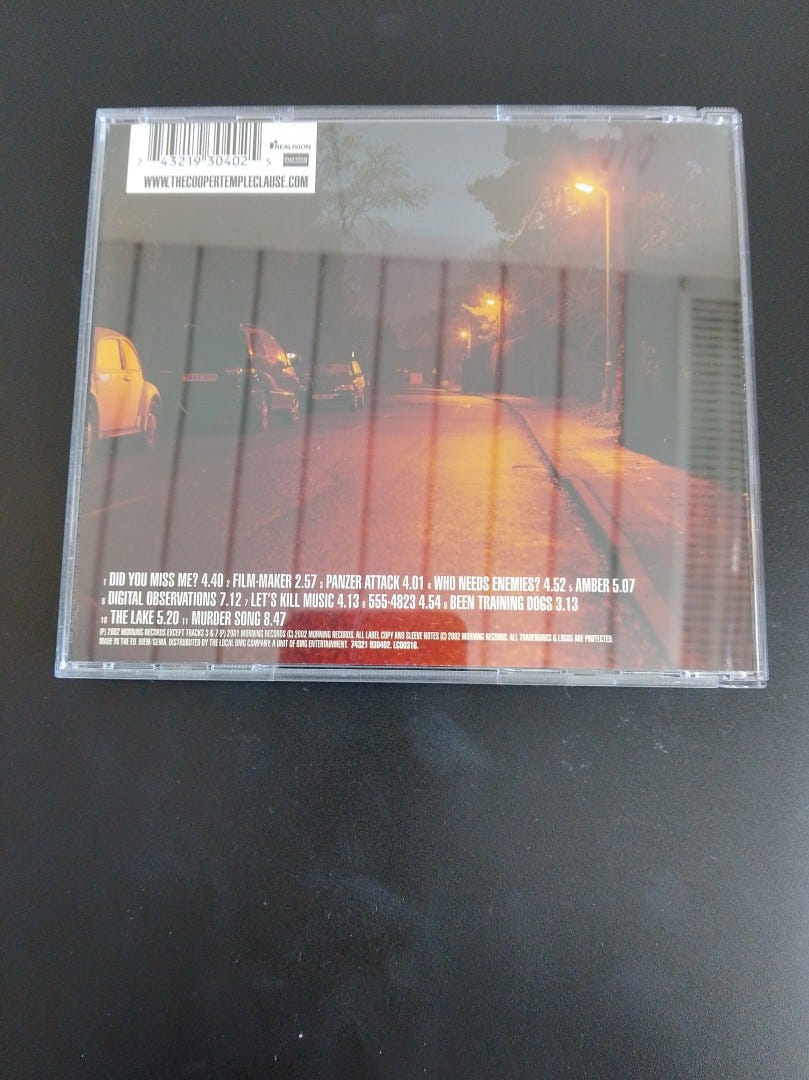 7 43219 30402 5
REALISION
morning
WWW.THECOOPERTEMPLECLAUSE.COM
1 DID YOU MISS ME? 4.40 2 FILM-MAKER 2.57 3 PANZER ATTACK 4.01 4 WHO NEEDS ENEMIES? 4.52 5 AMBER 5.07
6 DIGITAL OBSERVATIONS 7.12 7 LET'S KILL MUSIC 4.13 8 555-4823 4.54 9 BEEN TRAINING DOGS 3.13
10 THE LAKE 5.20 11 MURDER SONG 8.47
(P) 2002 MORNING RECORDS EXCEPT TRACKS 3 & 7 (P) 2001 MORNING RECORDS (C) 2002 MORNING RECORDS. ALL LABEL COPY AND SLEEVE NOTES (C) 2002 MORNING RECORDS. ALL TRADEMARKS & LOGOS ARE PROTECTED.
MADE IN THE EU. BIEM/GEMA. DISTRIBUTED BY THE LOCAL BMG COMPANY. A UNIT OF BMG ENTERTAINMENT. 74321 930402. LC00316.